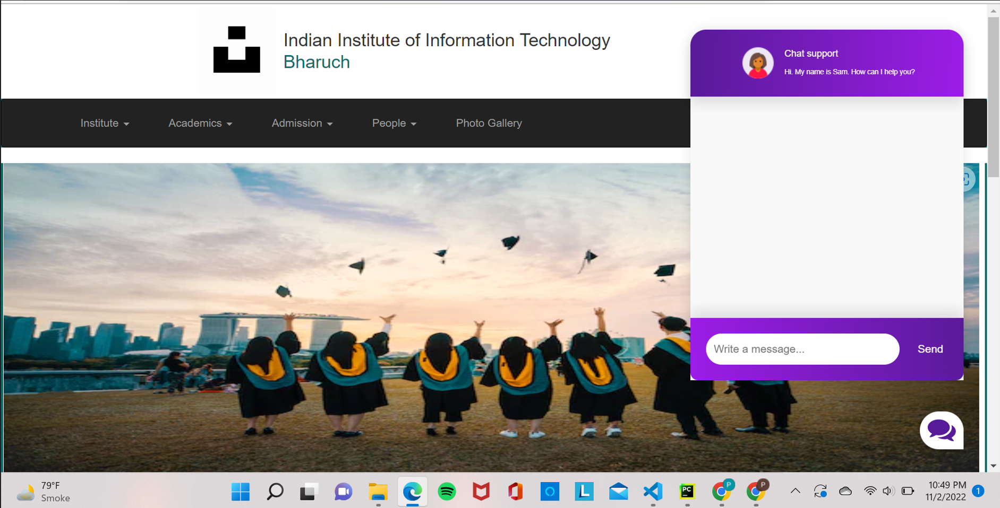 Indian Institute of Information Technology
Bharuch
Chat support
Hi. My name is Sam. How can I help you?
Institute
Academics
Admission
People
Photo Gallery
Write a message...
Send
79°F
Smoke
L
PC
P
P
10:49 PM
11/2/2022
1